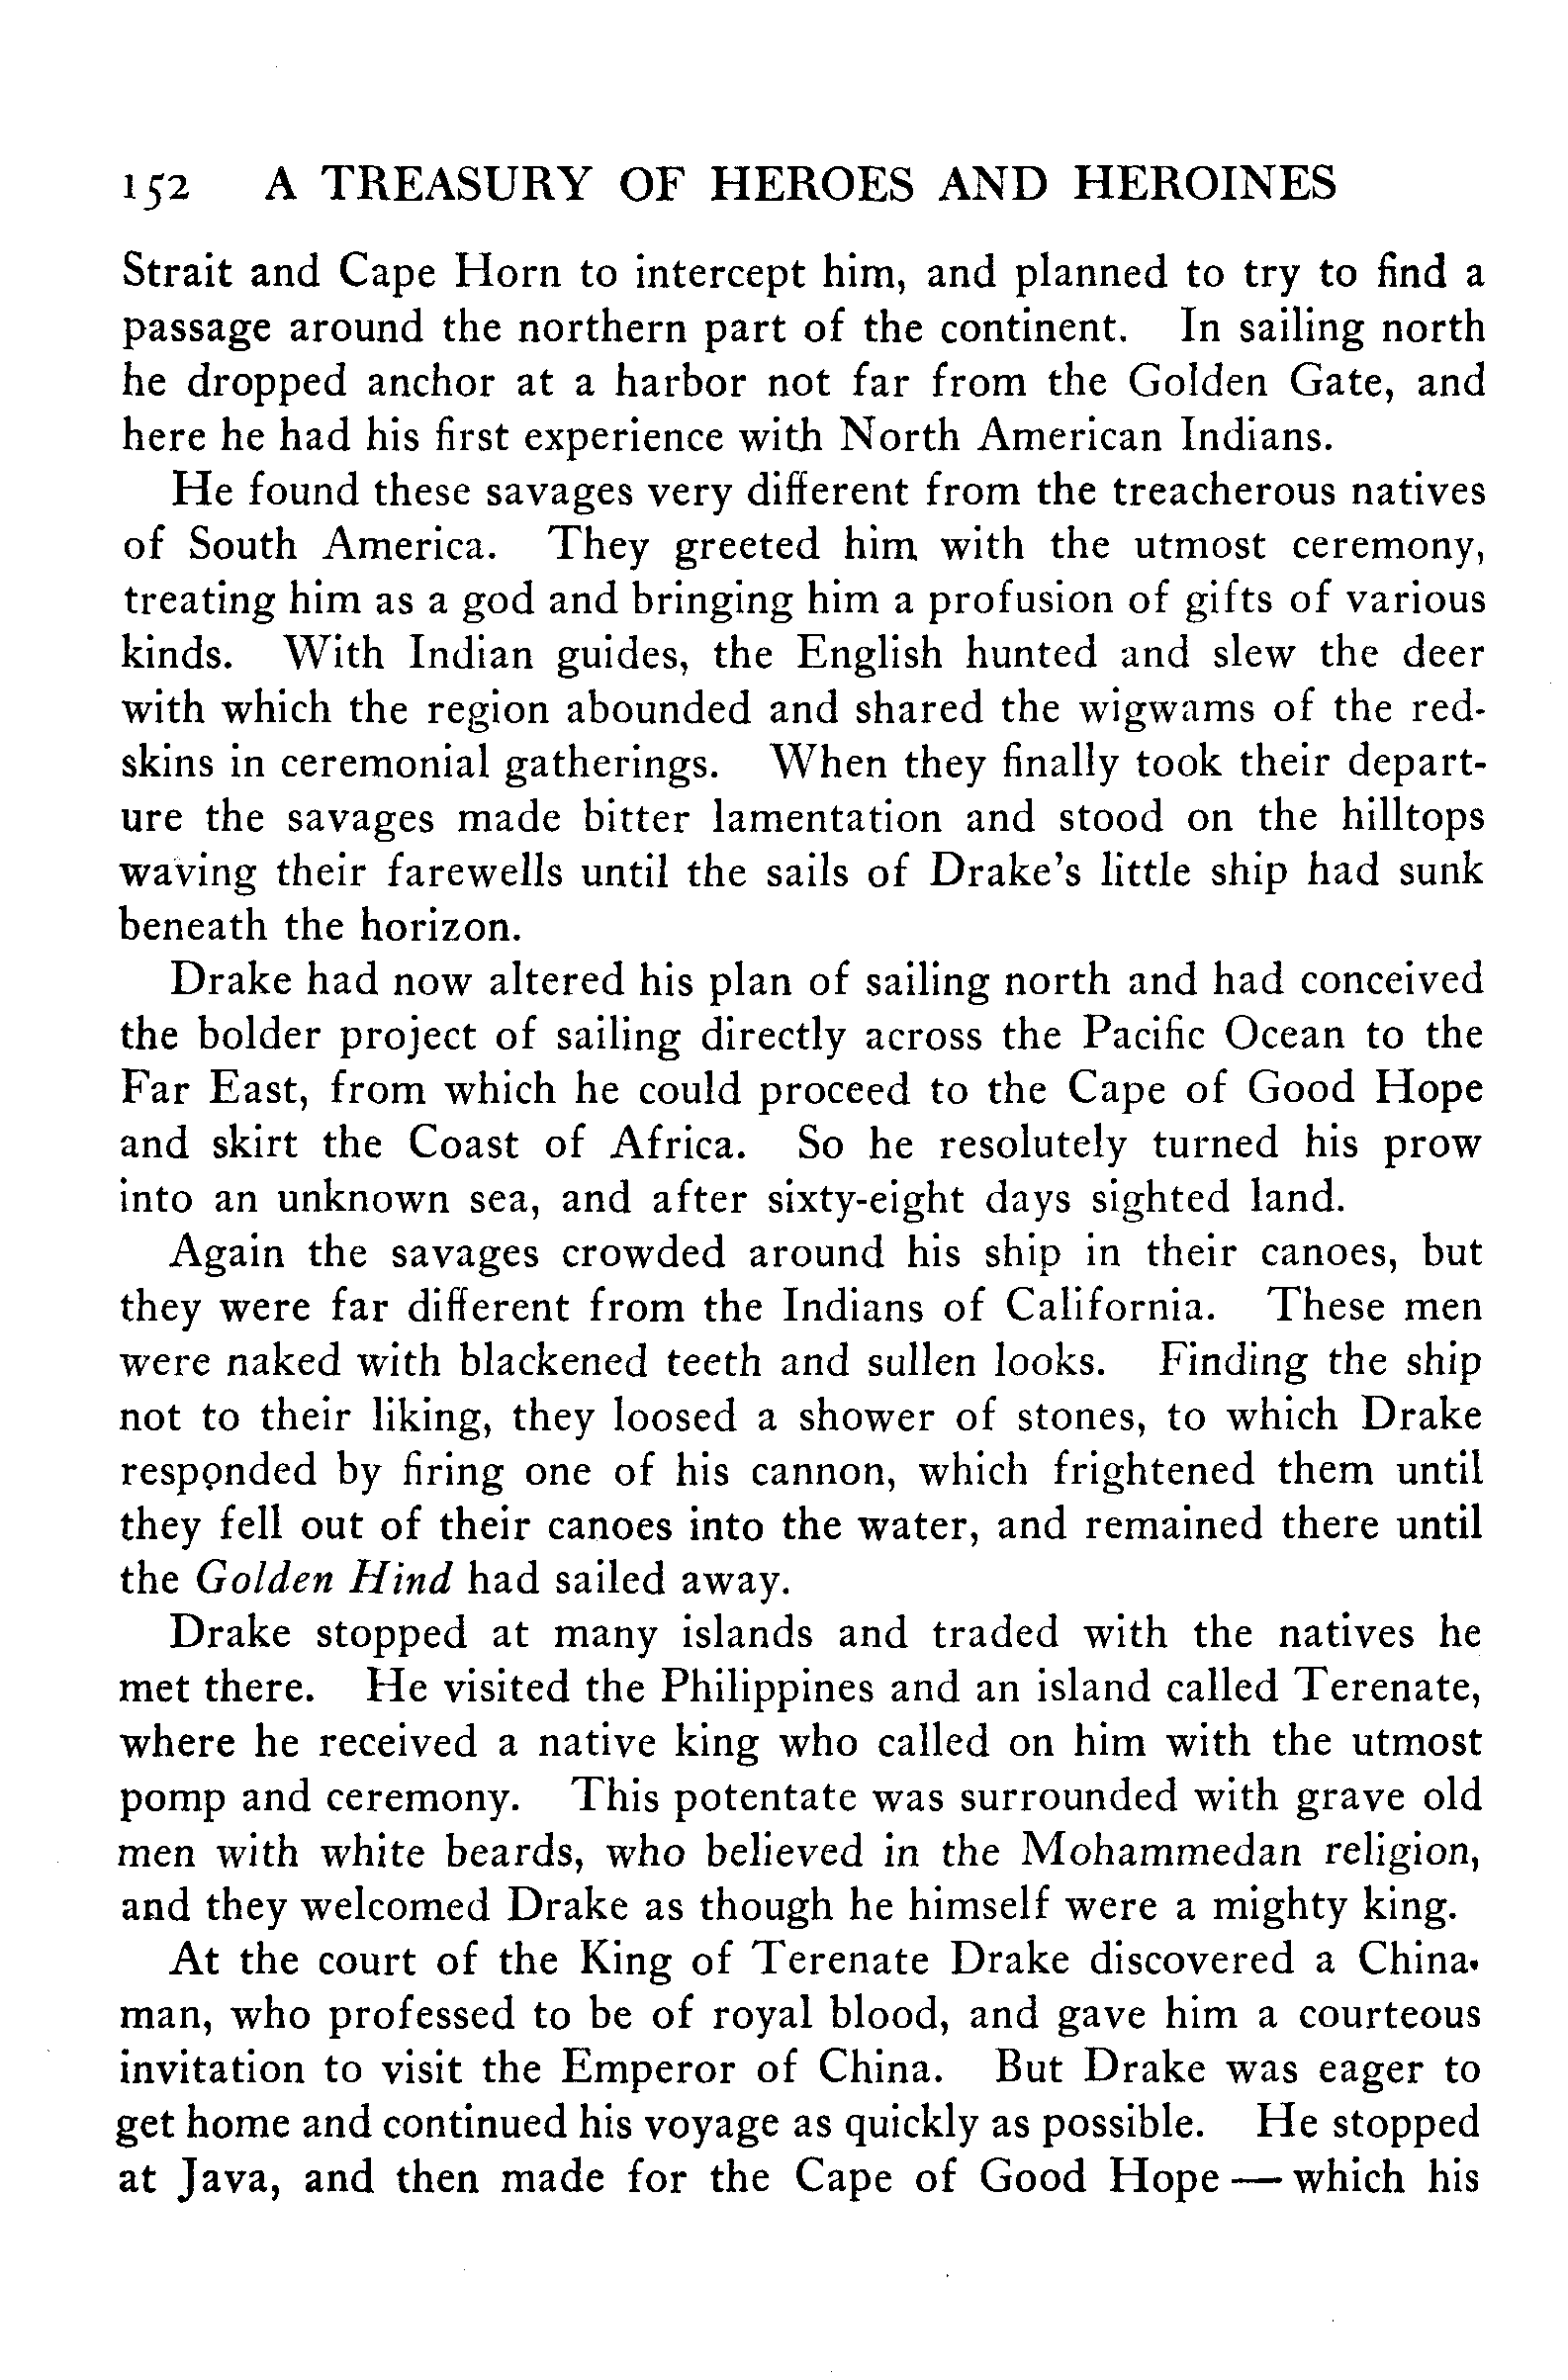 152 A TREASURY OF HEROES AND HEROINES
Strait and Cape Horn to intercept him, and planned to try to find a
passage around the northern part of the continent. In sailing north
he dropped anchor at a harbor not far from the Golden Gate, and
here he had his first experience with North American Indians.
He found these savages very different from the treacherous natives
of South America. They greeted him with the utmost ceremony,
treating him as a god and bringing him a profusion of gifts of various
kinds. With Indian guides, the English hunted and slew the deer
with which the region abounded and shared the wigwams of the red-
skins in ceremonial gatherings. When they finally took their depart-
ure the savages made bitter lamentation and stood on the hilltops
waving their farewells until the sails of Drake's little ship had sunk
beneath the horizon.
Drake had now altered his plan of sailing north and had conceived
the bolder project of sailing directly across the Pacific Ocean to the
Far East, from which he could proceed to the Cape of Good Hope
and skirt the Coast of Africa. So he resolutely turned his prow
into an unknown sea, and after sixty-eight days sighted land.
Again the savages crowded around his ship in their canoes, but
they were far different from the Indians of California. These men
were naked with blackened teeth and sullen looks. Finding the ship
not to their liking, they loosed a shower of stones, to which Drake
responded by firing one of his cannon, which frightened them until
they fell out of their canoes into the water, and remained there until
the Golden Hind had sailed away.
Drake stopped at many islands and traded with the natives he
met there. He visited the Philippines and an island called Terenate,
where he received a native king who called on him with the utmost
pomp and ceremony. This potentate was surrounded with grave old
men with white beards, who believed in the Mohammedan religion,
and they welcomed Drake as though he himself were a mighty king.
At the court of the King of Terenate Drake discovered a China-
man, who professed to be of royal blood, and gave him a courteous
invitation to visit the Emperor of China. But Drake was eager to
get home and continued his voyage as quickly as possible. He stopped
at Java, and then made for the Cape of Good Hope — which his